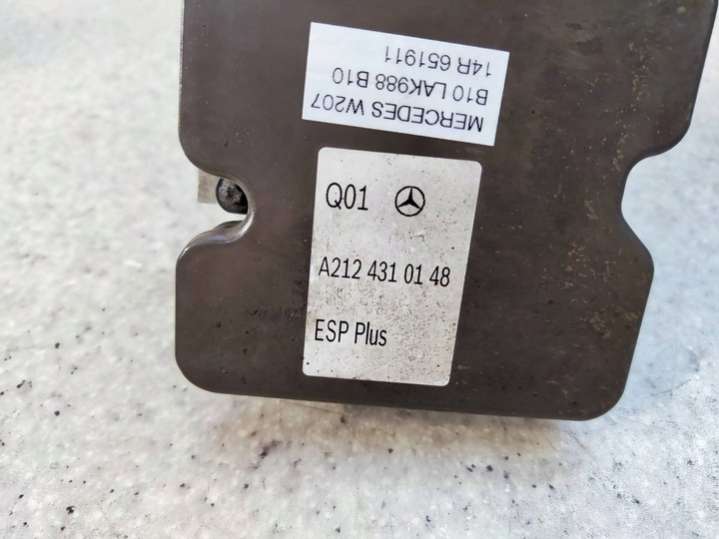 MERCEDES W207
B10 LAK988 B10
14R 651911
Q01
A212 431 01 48
ESP Plus